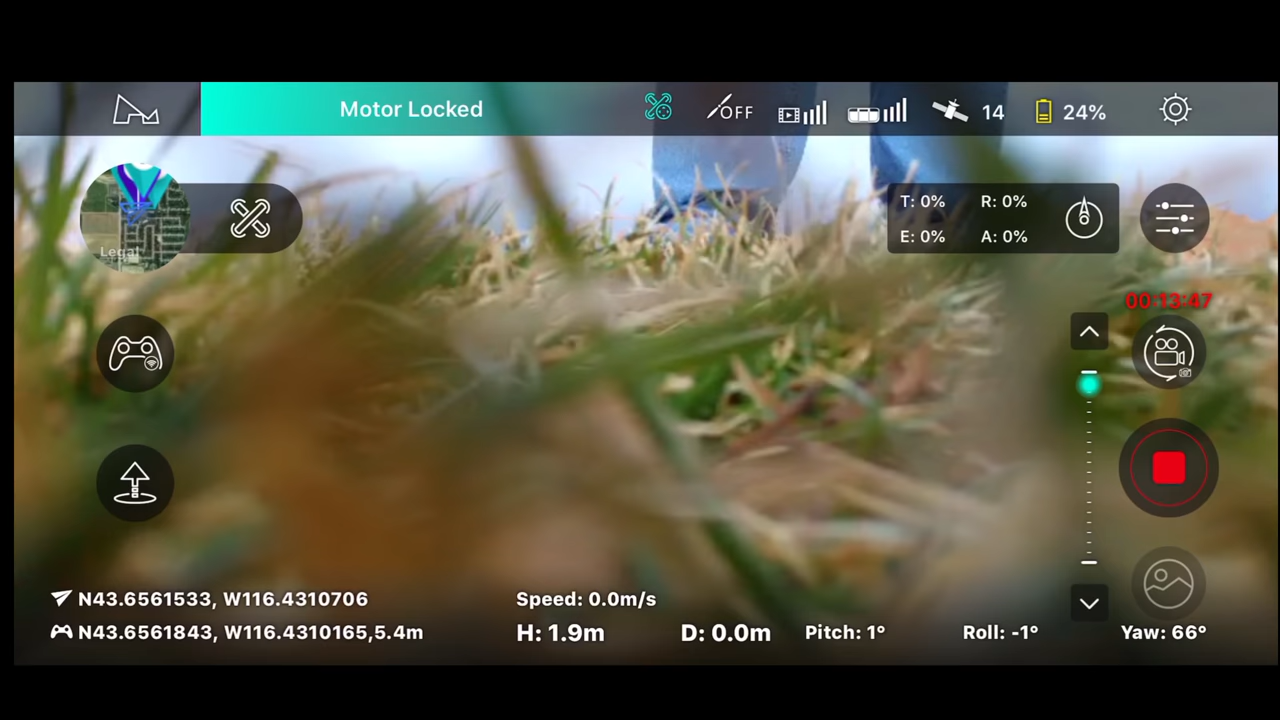 Motor Locked
OFF
14
24%
Legal
T: 0% R: 0%
E: 0% A: 0%
00:13:47
N43.6561533, W116.4310706
Speed: 0.0m/s
N43.6561843, W116.4310165,5.4m
H: 1.9m
D: 0.0m
Pitch: 1°
Roll: -1°
Yaw: 66°